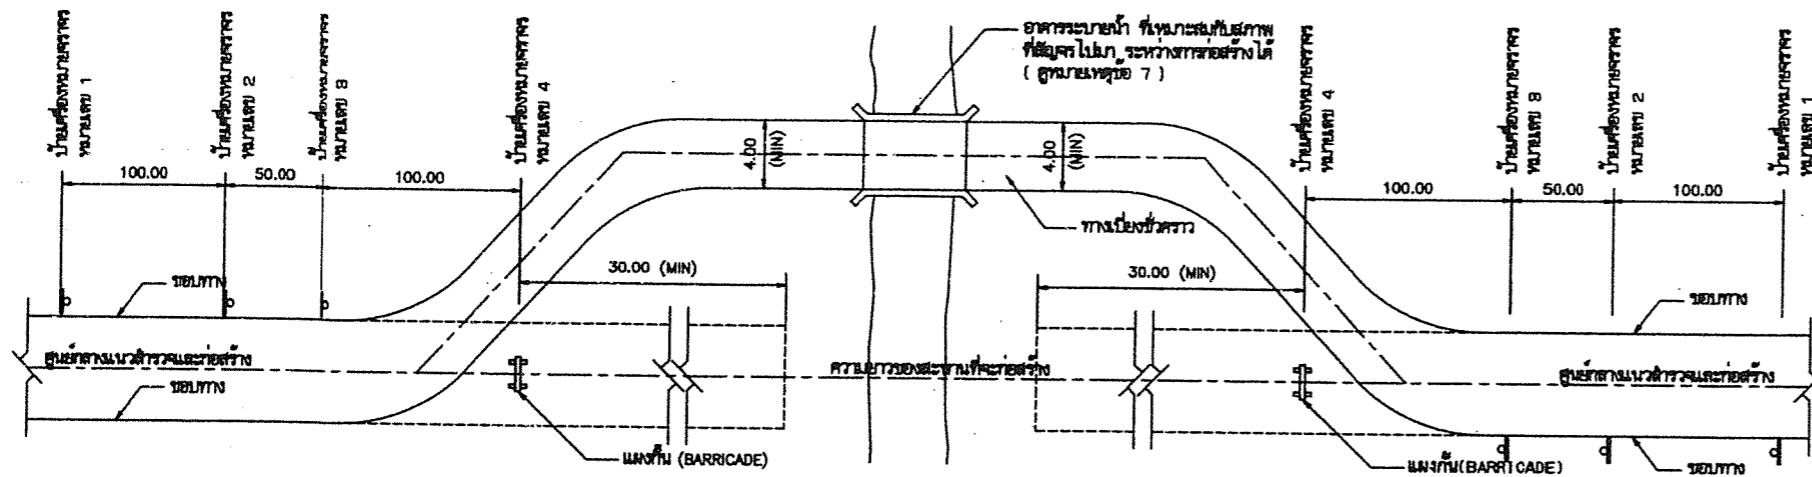 ป้ายเครื่องหมายจราจร
หมายเลข 1
ป้ายเครื่องหมายจราจร
หมายเลข 2
ป้ายเครื่องหมายจราจร
หมายเลข 3
ป้ายเครื่องหมายจราจร
หมายเลข 4
อาคารระบายน้ำ ที่เหมาะสมกับสภาพ
ที่สัญจรไปมา ระหว่างการก่อสร้างได้
( ดูหมายเหตุข้อ 7 )
ป้ายเครื่องหมายจราจร
หมายเลข 4
ป้ายเครื่องหมายจราจร
หมายเลข 3
ป้ายเครื่องหมายจราจร
หมายเลข 2
ป้ายเครื่องหมายจราจร
หมายเลข 1
100.00
50.00
100.00
4.00
(MIN)
4.00
(MIN)
100.00
50.00
100.00
ทางเบี่ยงชั่วคราว
30.00 (MIN)
30.00 (MIN)
ขอบทาง
ขอบทาง
ศูนย์กลางแนวสำรวจและก่อสร้าง
ความยาวของสะพานที่จะก่อสร้าง
ศูนย์กลางแนวสำรวจและก่อสร้าง
ขอบทาง
แผงกั้น (BARRICADE)
แผงกั้น(BARRICADE)
ขอบทาง